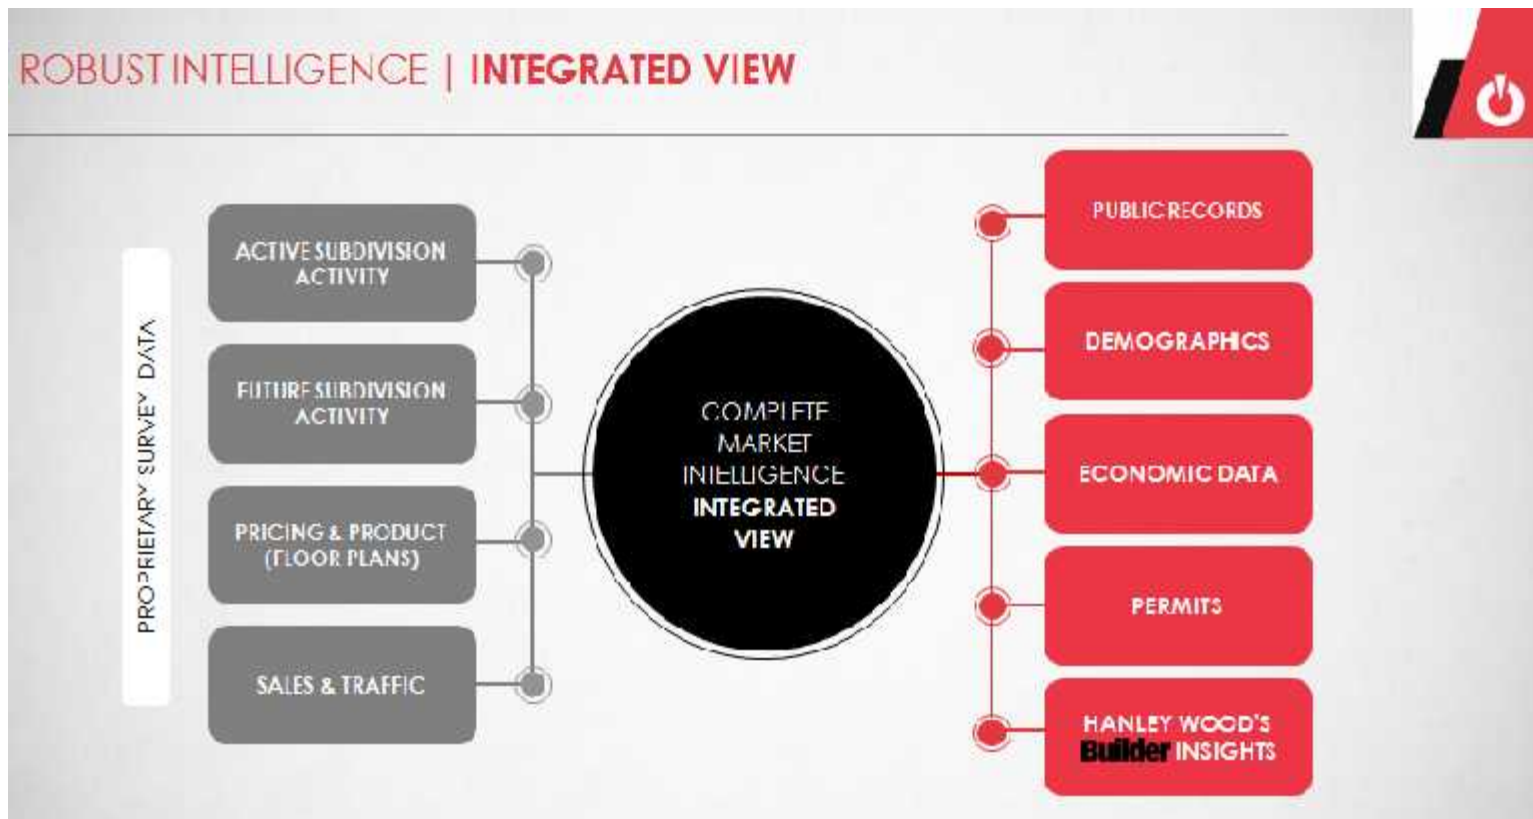 ROBUST INTELLIGENCE | INTEGRATED VIEW
PROPRIETARY SURVEY DATA
ACTIVE SUBDIVISION
ACTIVITY
FUTURE SUBDIVISION
ACTIVITY
PRICING & PRODUCT
(FLOOR PLANS)
SALES & TRAFFIC
COMPLETE
MARKET
INTELLIGENCE
INTEGRATED
VIEW
PUBLIC RECORDS
DEMOGRAPHICS
ECONOMIC DATA
PERMITS
HANLEY WOOD'S
Builder INSIGHTS